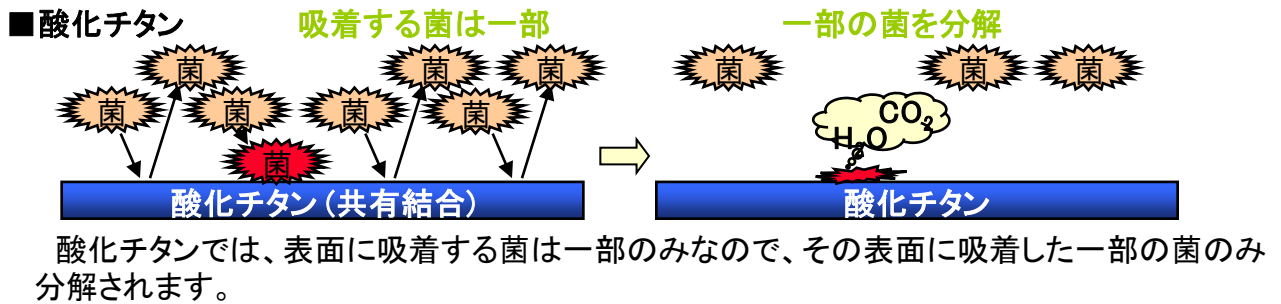 ■酸化チタン
吸着する菌は一部
一部の菌を分解
菌 菌 菌 菌
菌 菌 菌 菌 菌 菌
菌
CO₂
H₂O
酸化チタン(共有結合)
酸化チタン
酸化チタンでは、表面に吸着する菌は一部のみなので、その表面に吸着した一部の菌のみ
分解されます。